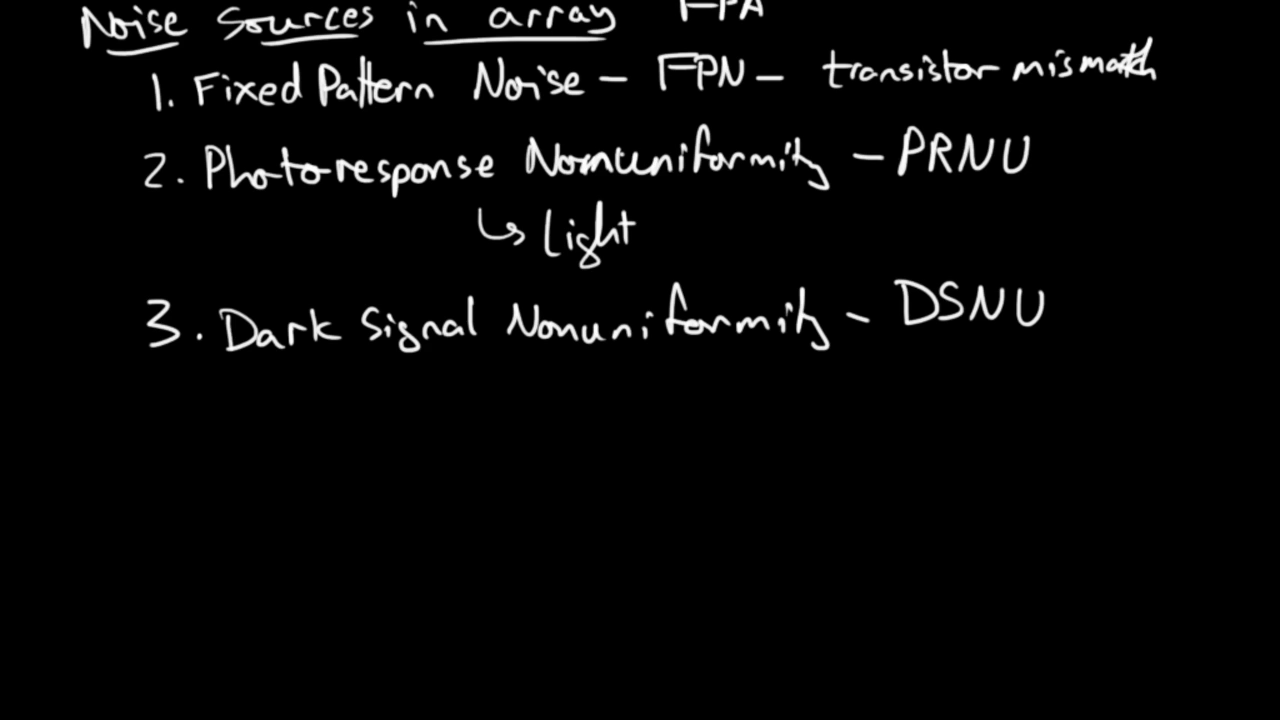 Noise Sources in array FPA
1. Fixed Pattern Noise - FPN - transistor mismatch
2. Photoresponse Nonuniformity - PRNU
↳ Light
3. Dark Signal Nonuniformity - DSNU